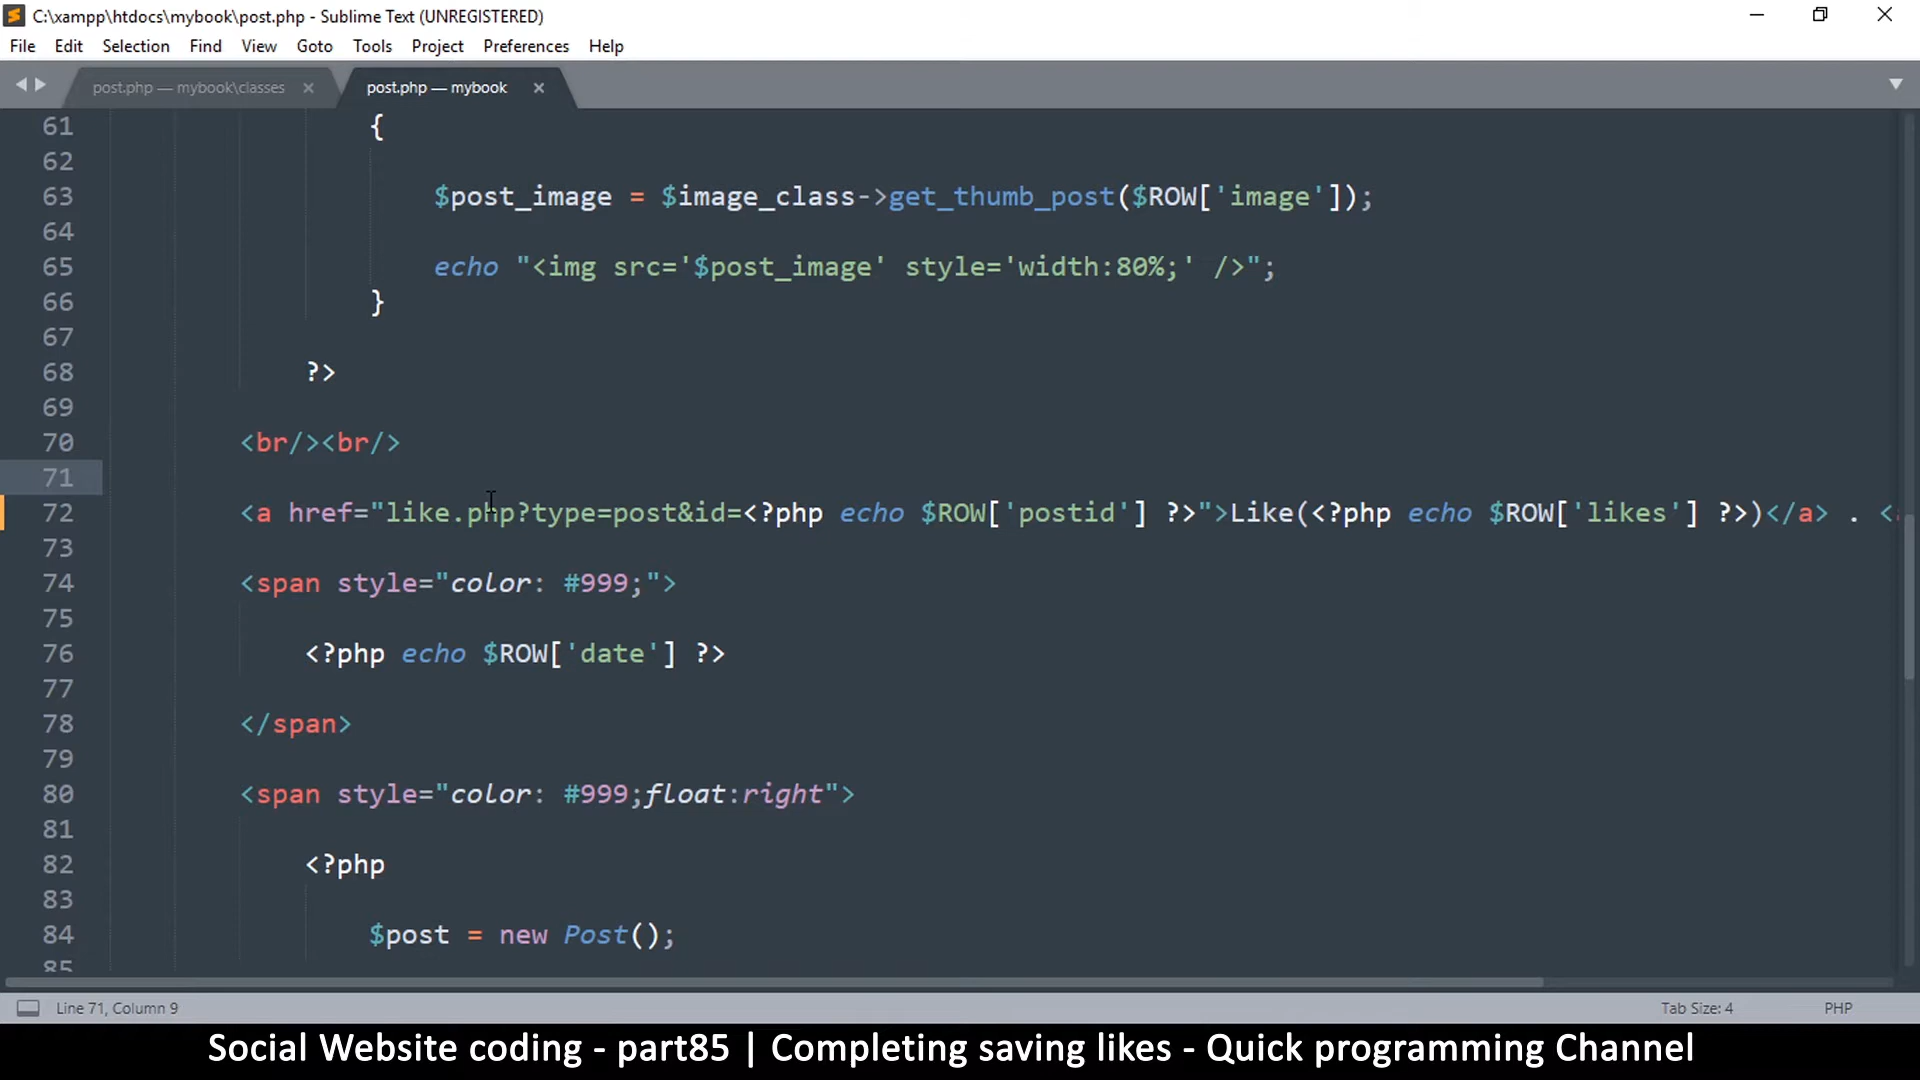 C:\xampp\htdocs\mybook\post.php - Sublime Text (UNREGISTERED)
File Edit Selection Find View Goto Tools Project Preferences Help
post.php — mybook\classes × post.php — mybook ×
61 {
62
63 $post_image = $image_class->get_thumb_post($ROW['image']);
64
65 echo "<img src='$post_image' style='width:80%;' />";
66 }
67
68 ?>
69
70 <br/><br/>
71
72 <a href="like.php?type=post&id=<?php echo $ROW['postid'] ?>">Like(<?php echo $ROW['likes'] ?>)</a> . <
73
74 <span style="color: #999;">
75
76 <?php echo $ROW['date'] ?>
77
78 </span>
79
80 <span style="color: #999;float:right">
81
82 <?php
83
84 $post = new Post();
85
Line 71, Column 9 Tab Size: 4 PHP
Social Website coding - part85 | Completing saving likes - Quick programming Channel